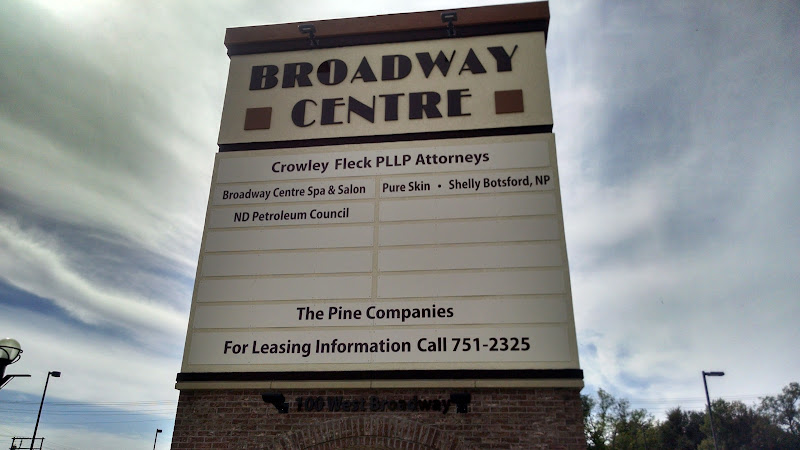 BROADWAY
CENTRE
Crowley Fleck PLLP Attorneys
Broadway Centre Spa & Salon
Pure Skin • Shelly Botsford, NP
ND Petroleum Council
The Pine Companies
For Leasing Information Call 751-2325
100 West Broadway